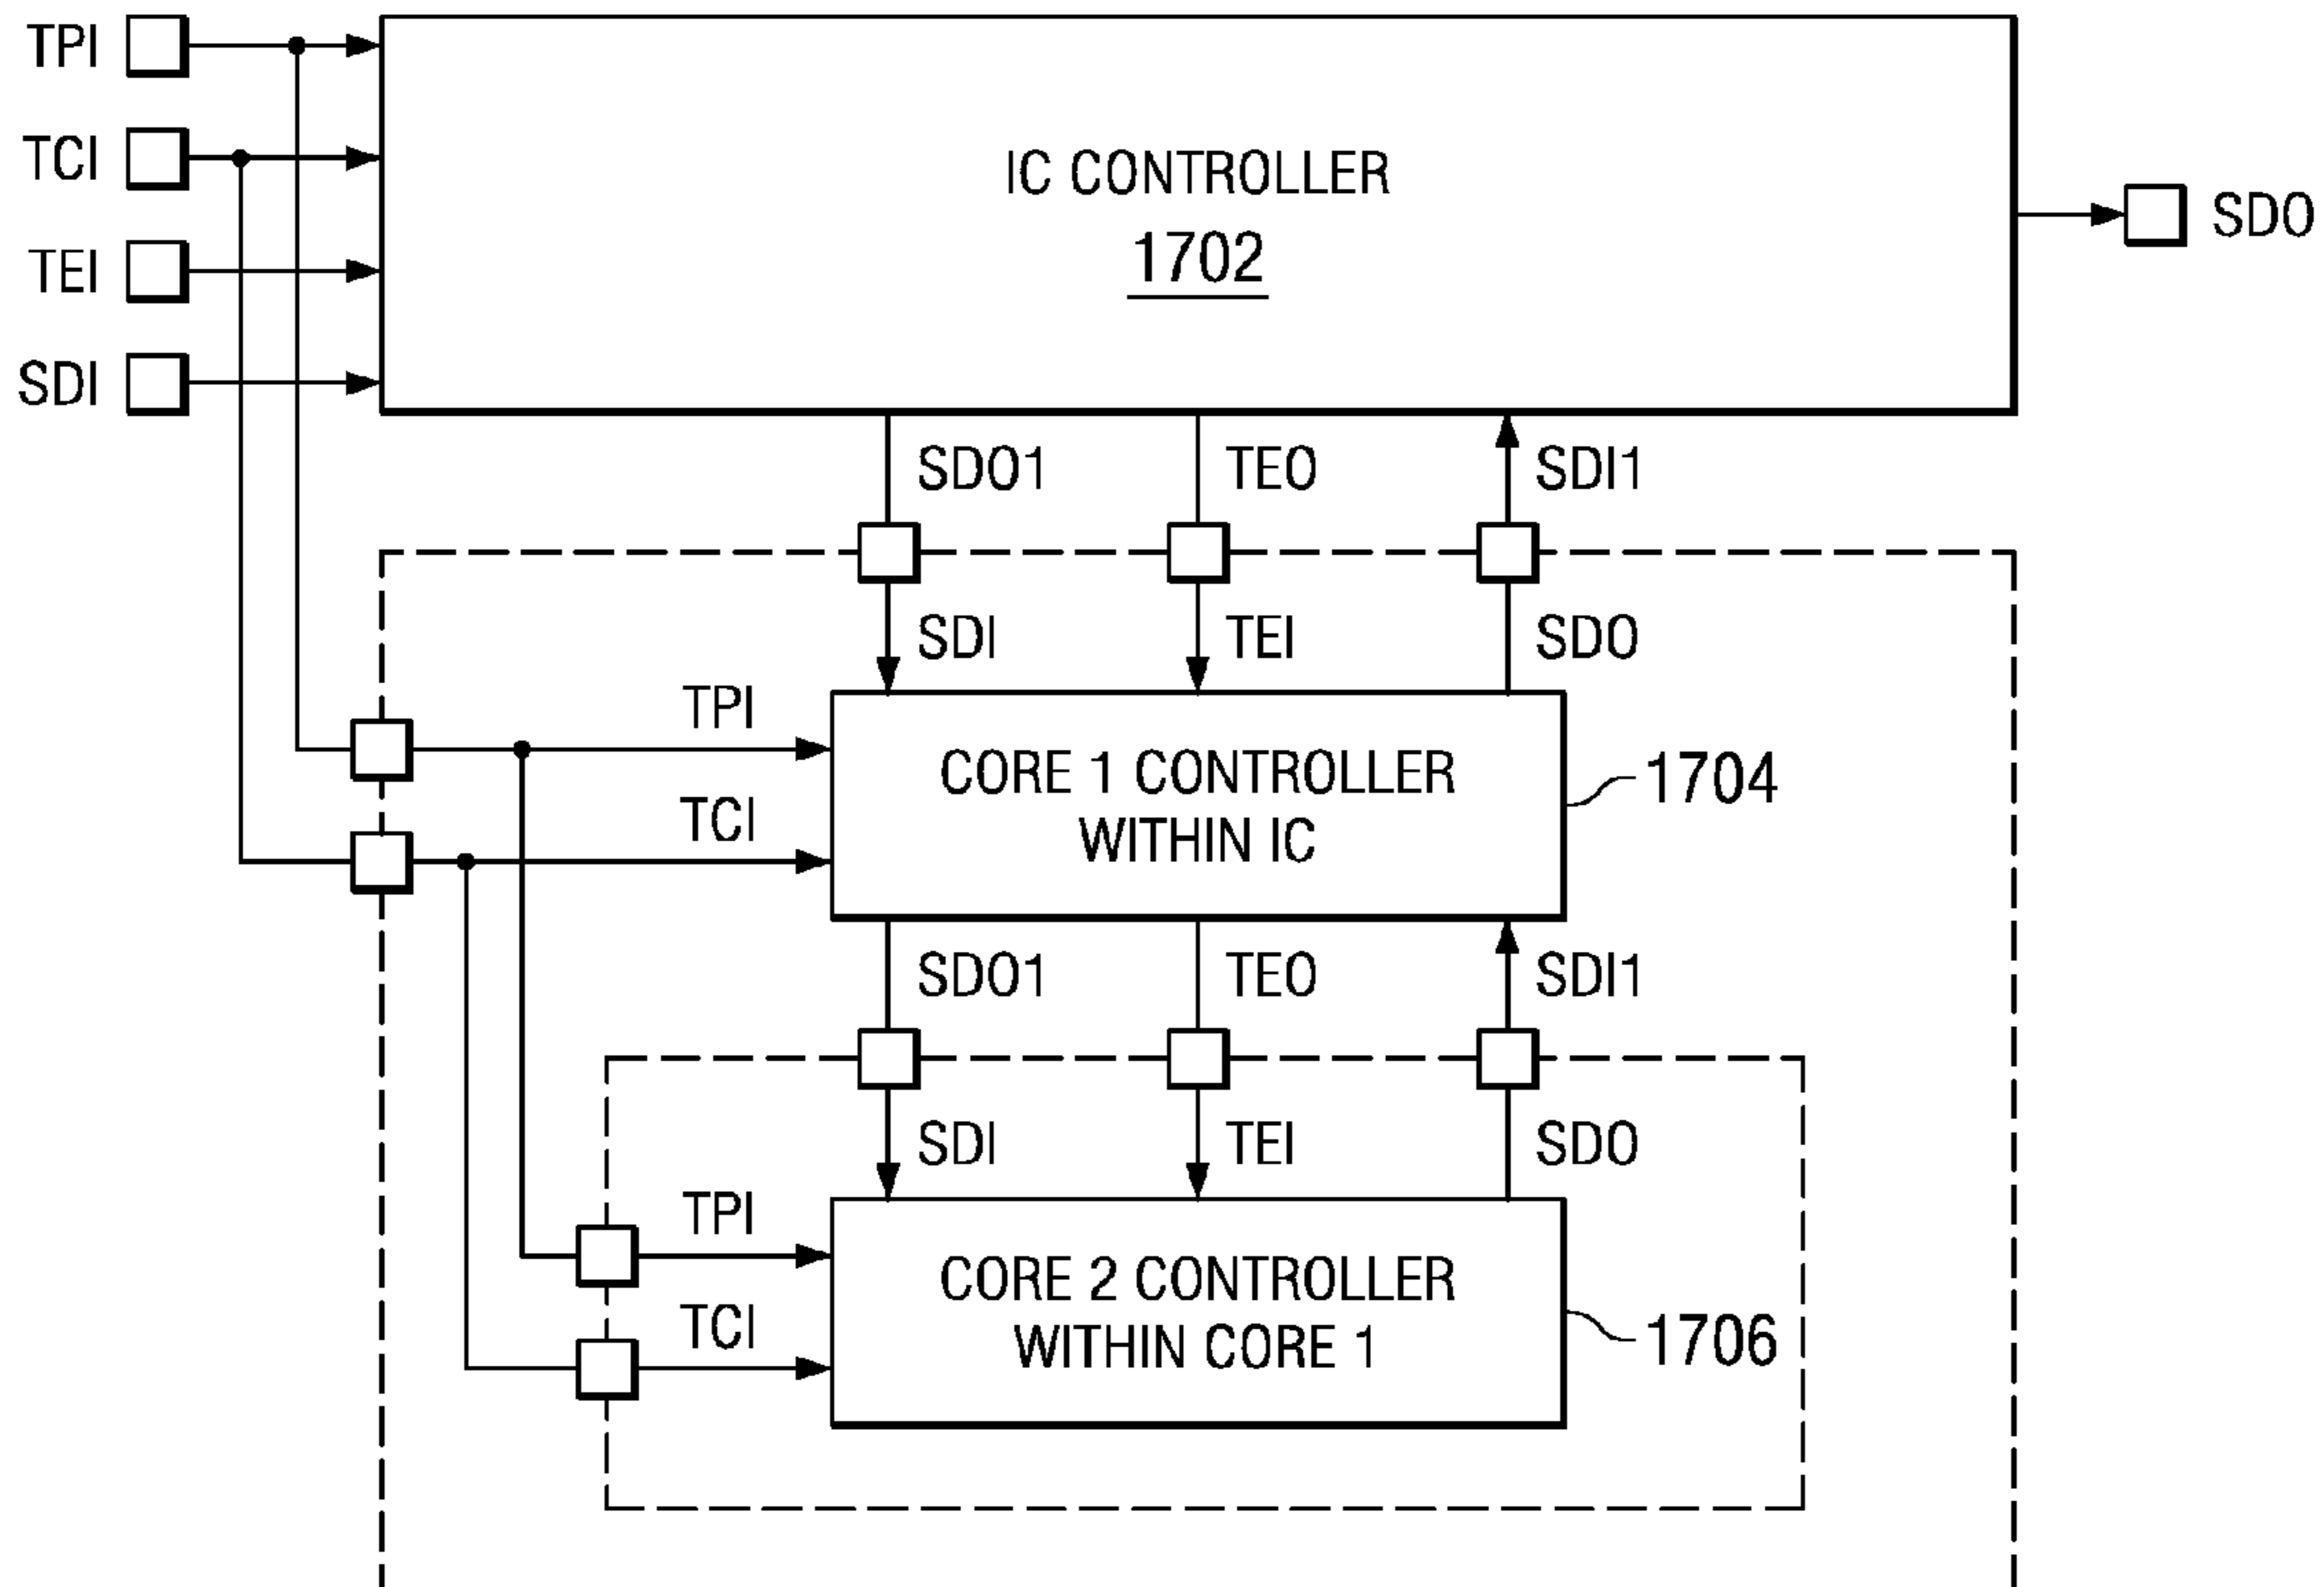 TPI
TCI
TEI
SDI
IC CONTROLLER
1702
SDO
SDO1
TEO
SDI1
SDI
TEI
SDO
TPI
TCI
CORE 1 CONTROLLER
WITHIN IC
1704
SDO1
TEO
SDI1
SDI
TEI
SDO
TPI
TCI
CORE 2 CONTROLLER
WITHIN CORE 1
1706